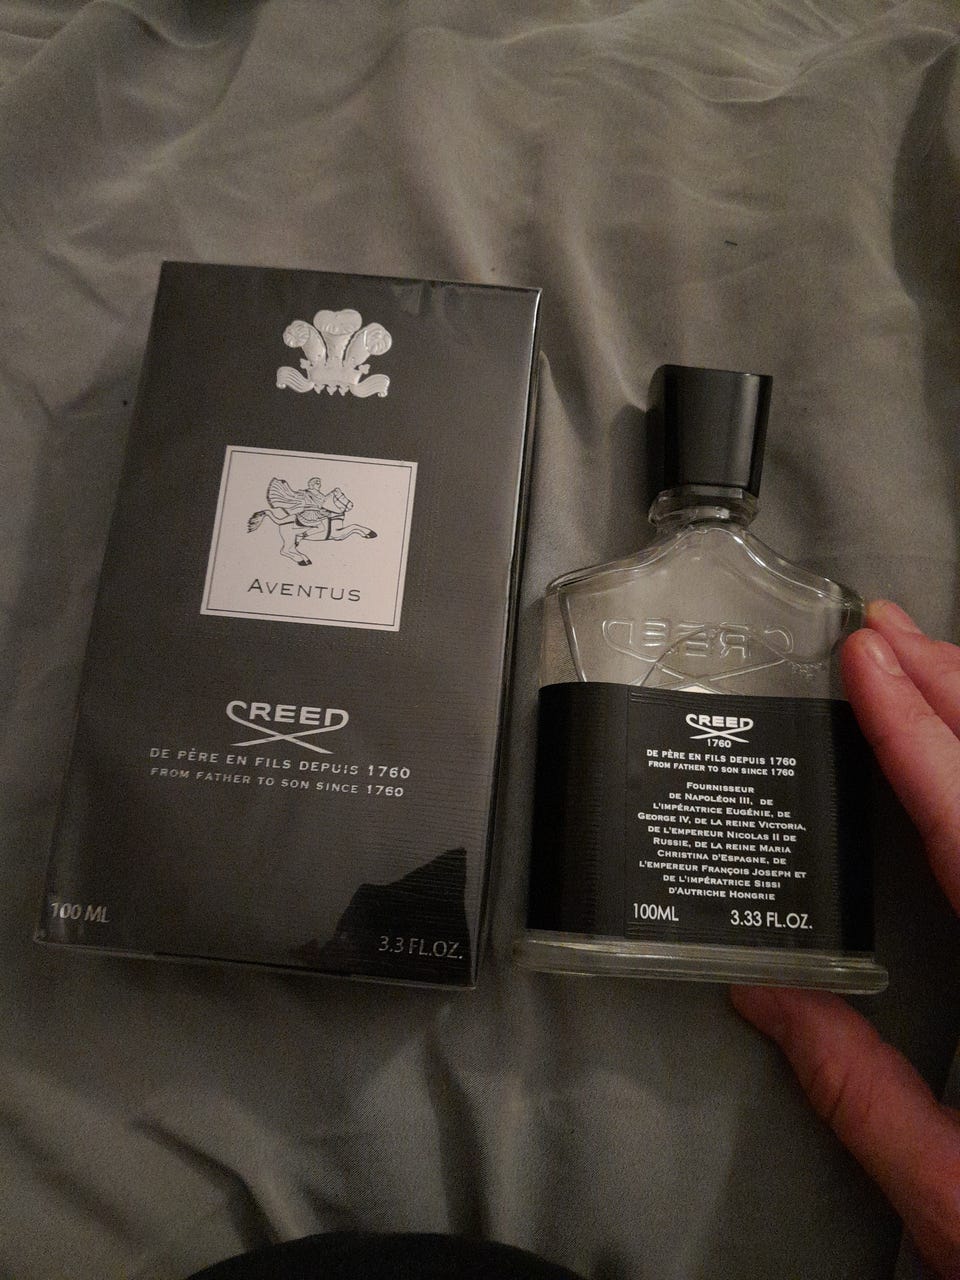 AVENTUS
CREED
DE PÈRE EN FILS DEPUIS 1760
FROM FATHER TO SON SINCE 1760
100 ML
3.3 FL.OZ.
CREED
CREED
1760
DE PÈRE EN FILS DEPUIS 1760
FROM FATHER TO SON SINCE 1760
FOURNISSEUR
DE NAPOLÉON III, DE
L'IMPÉRATRICE EUGÉNIE, DE
GEORGE IV, DE LA REINE VICTORIA,
DE L'EMPEREUR NICOLAS II DE
RUSSIE, DE LA REINE MARIA
CHRISTINA D'ESPAGNE, DE
L'EMPEREUR FRANÇOIS JOSEPH ET
DE L'IMPÉRATRICE SISSI
D'AUTRICHE HONGRIE
100ML
3.33 FL.OZ.